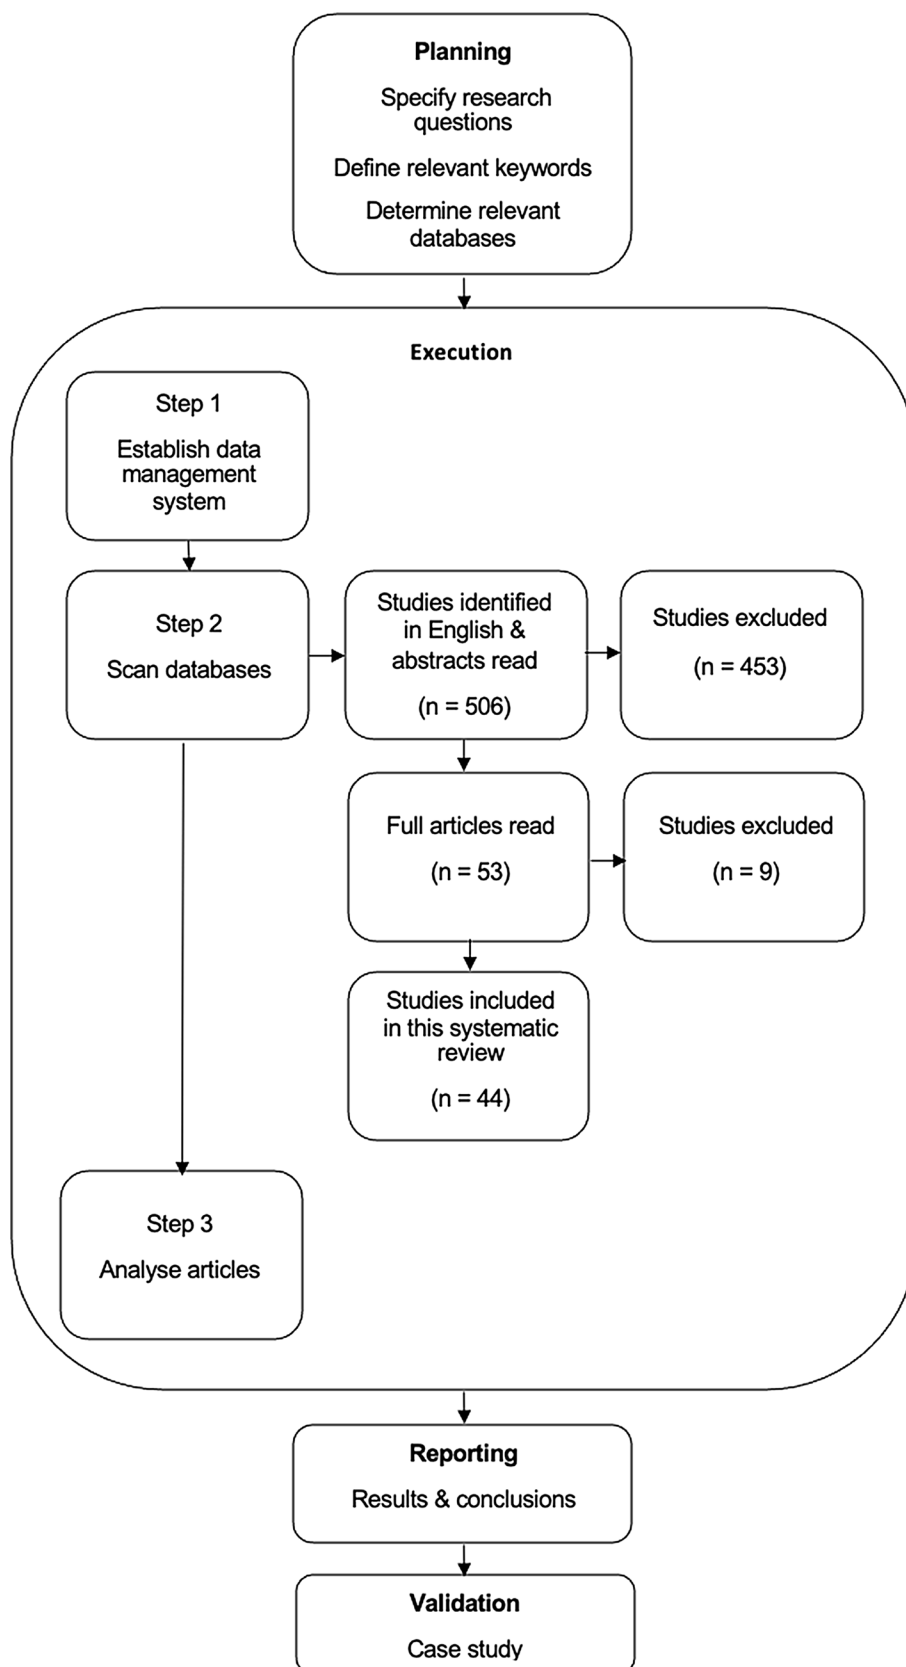 Planning
Specify research
questions
Define relevant keywords
Determine relevant
databases
Execution
Step 1
Establish data
management
system
Step 2
Scan databases
Studies identified
in English &
abstracts read
(n = 506)
Studies excluded
(n = 453)
Full articles read
(n = 53)
Studies excluded
(n = 9)
Studies included
in this systematic
review
(n = 44)
Step 3
Analyse articles
Reporting
Results & conclusions
Validation
Case study